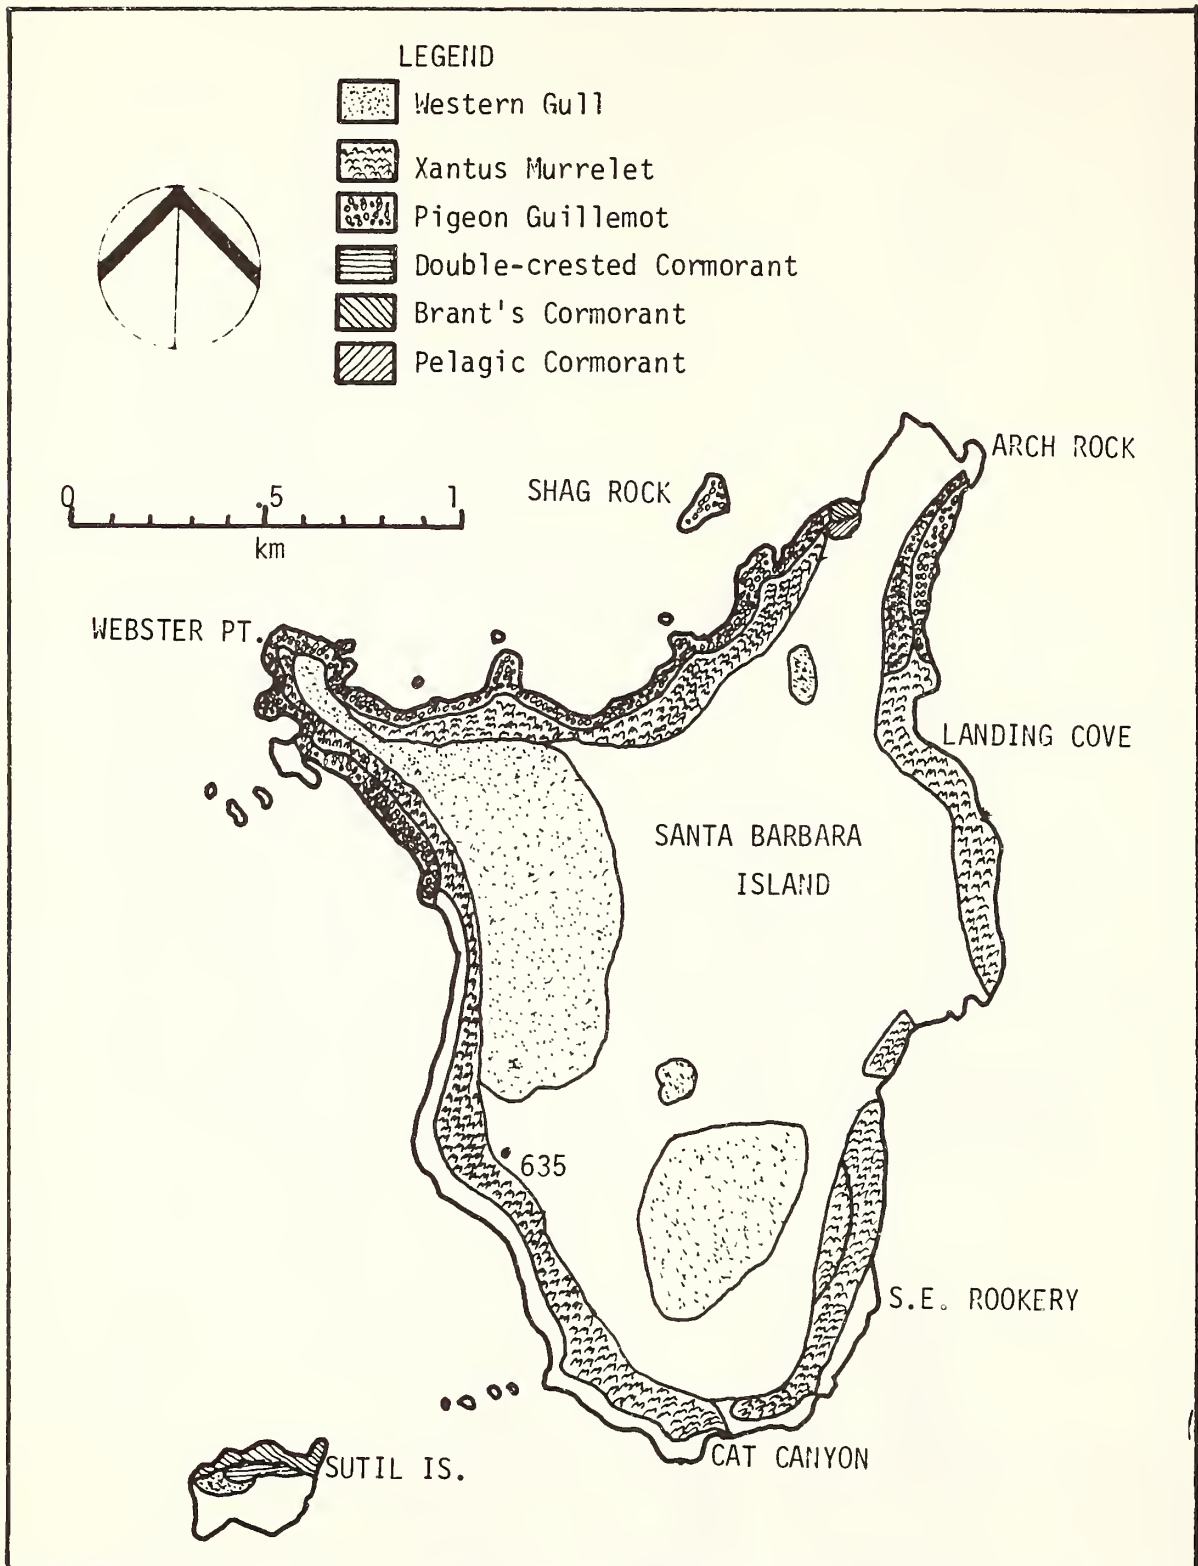 LEGEND
Western Gull
Xantus Murrelet
Pigeon Guillemot
Double-crested Cormorant
Brant's Cormorant
Pelagic Cormorant
ARCH ROCK
SHAG ROCK
0 .5 1
km
WEBSTER PT.
LANDING COVE
SANTA BARBARA
ISLAND
635
S.E. ROOKERY
CAT CANYON
SUTIL IS.